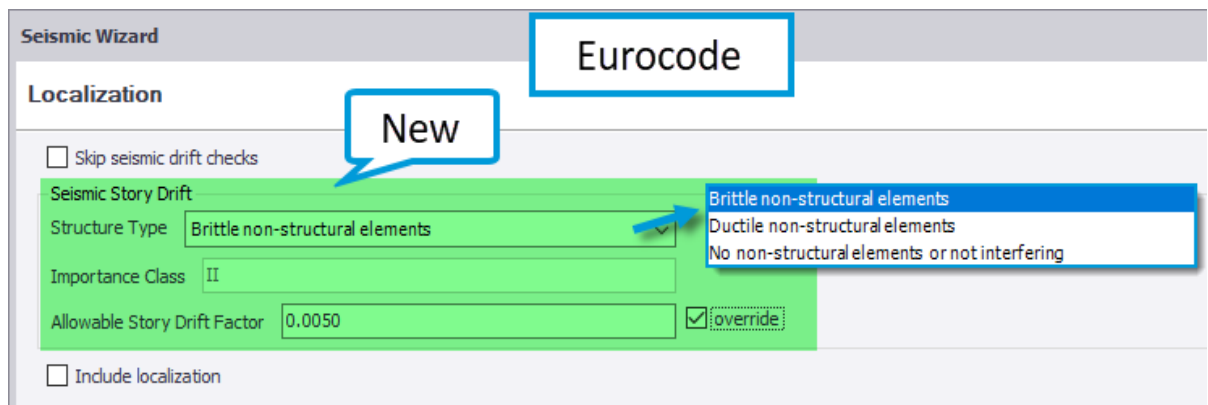 Seismic Wizard
Eurocode
Localization
New
Skip seismic drift checks
Seismic Story Drift
Structure Type Brittle non-structural elements
Brittle non-structural elements
Ductile non-structural elements
No non-structural elements or not interfering
Importance Class II
Allowable Story Drift Factor 0.0050 override
Include localization